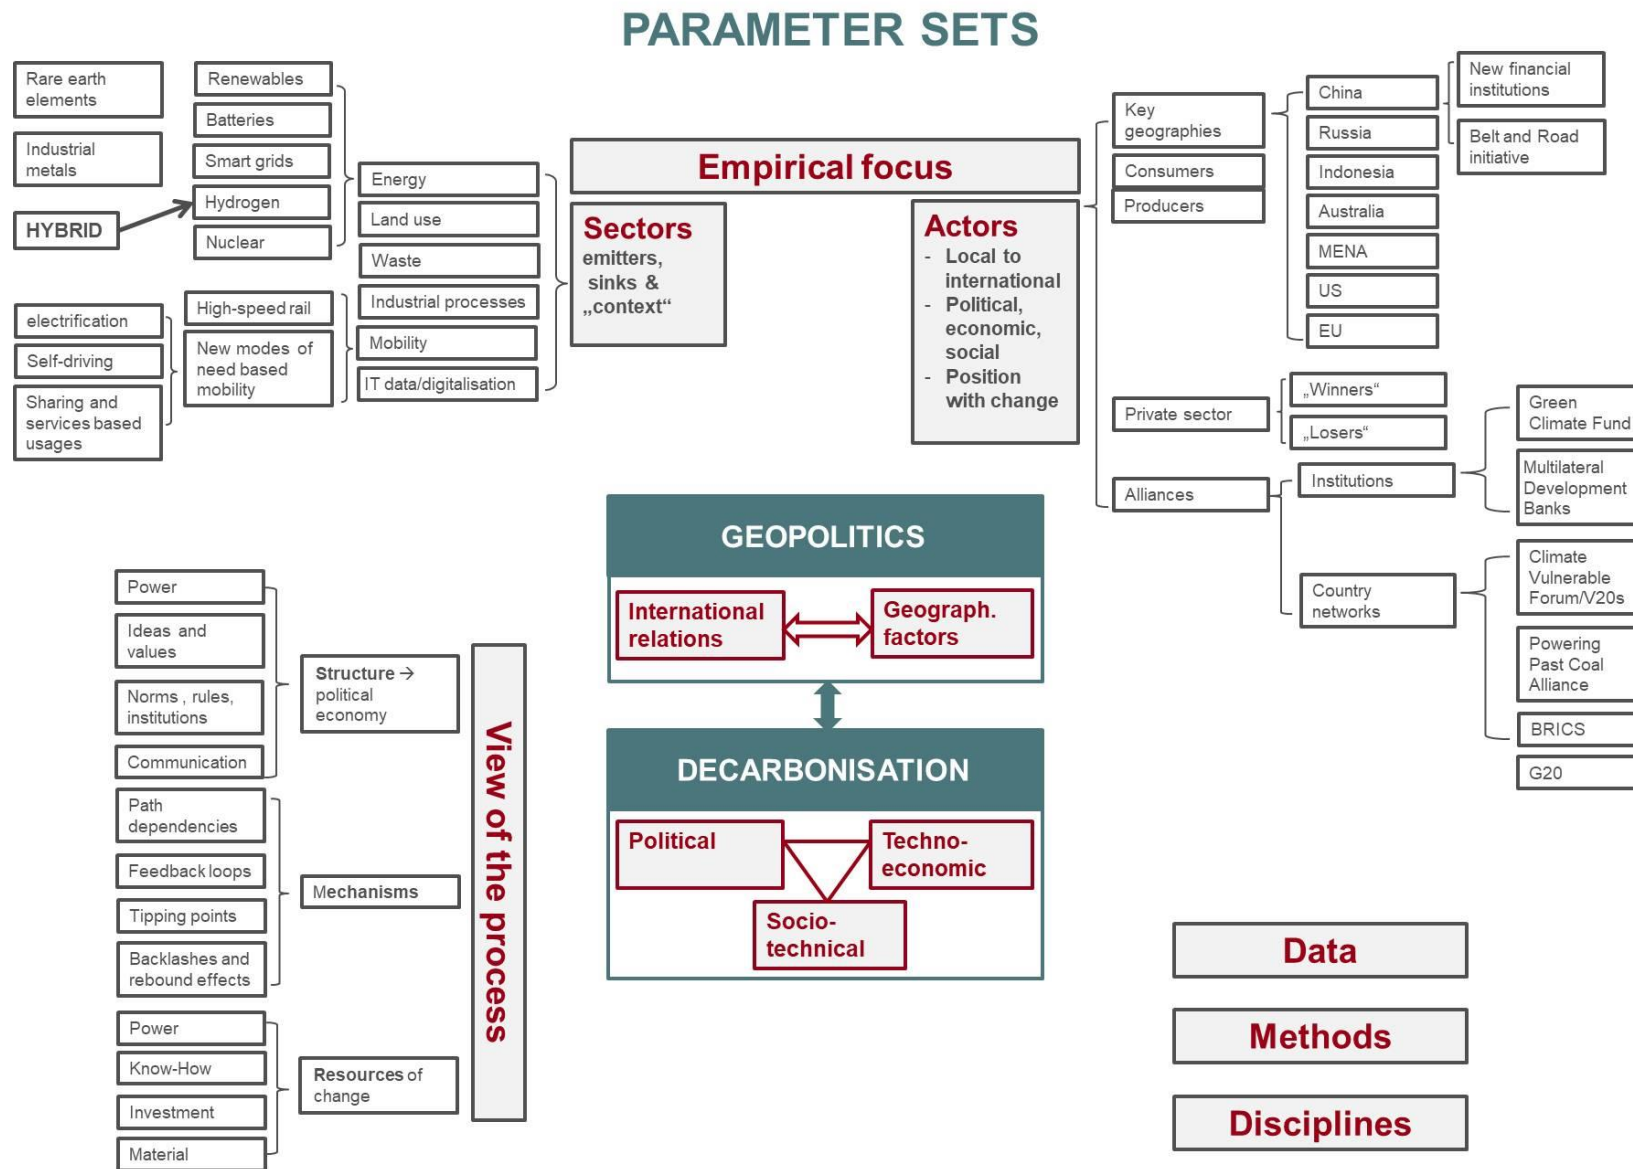 PARAMETER SETS
Rare earth
elements
Industrial
metals
HYBRID
Renewables
Batteries
Smart grids
Hydrogen
Nuclear
electrification
Self-driving
Sharing and
services based
usages
High-speed rail
New modes of
need based
mobility
Energy
Land use
Waste
Industrial processes
Mobility
IT data/digitalisation
Empirical focus
Sectors
emitters,
sinks &
„context“
Actors
- Local to
international
- Political,
economic,
social
- Position
with change
Key
geographies
Consumers
Producers
China
Russia
Indonesia
Australia
MENA
US
EU
New financial
institutions
Belt and Road
initiative
Private sector
„Winners“
„Losers“
Alliances
Institutions
Green
Climate Fund
Multilateral
Development
Banks
Country
networks
Climate
Vulnerable
Forum/V20s
Powering
Past Coal
Alliance
BRICS
G20
GEOPOLITICS
International
relations
Geograph.
factors
DECARBONISATION
Political
Techno-
economic
Socio-
technical
Power
Ideas and
values
Norms , rules,
institutions
Communication
Structure →
political
economy
Path
dependencies
Feedback loops
Tipping points
Backlashes and
rebound effects
Mechanisms
Power
Know-How
Investment
Material
Resources of
change
View of the process
Data
Methods
Disciplines